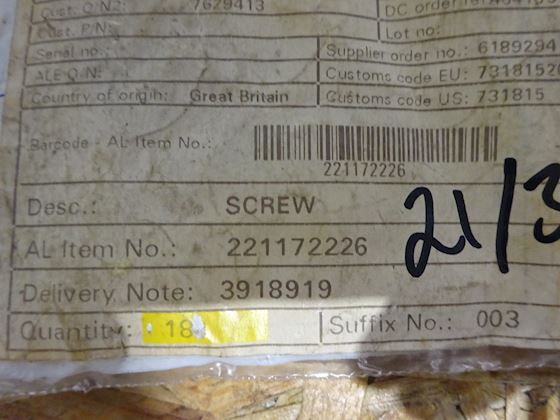 Cust. O N2: 7629413
DC order
Cust. P/N:
Lot no:
Serial no.:
Supplier order no.: 6189294
ALE O/N:
Customs code EU: 7318152
Country of origin: Great Britain
Customs code US: 731815
Barcode - AL Item No.:
221172226
Desc.: SCREW
AL Item No.: 221172226
21/3
Delivery Note: 3918919
Quantity: 18
Suffix No.: 003